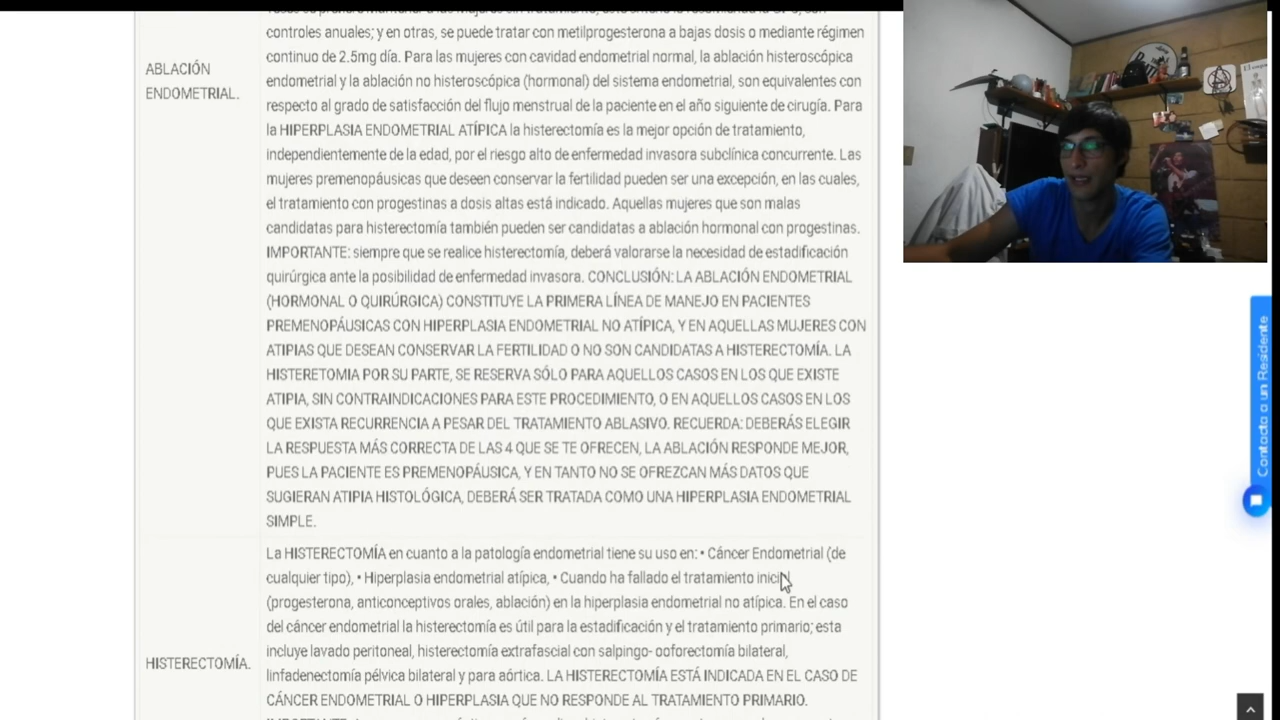 controles anuales; y en otras, se puede tratar con metilprogesterona a bajas dosis o mediante régimen
continuo de 2.5mg día. Para las mujeres con cavidad endometrial normal, la ablación histeroscópica
ABLACIÓN
ENDOMETRIAL.
endometrial y la ablación no histeroscópica (hormonal) del sistema endometrial, son equivalentes con
respecto al grado de satisfacción del flujo menstrual de la paciente en el año siguiente de cirugía. Para
la HIPERPLASIA ENDOMETRIAL ATÍPICA la histerectomía es la mejor opción de tratamiento,
independientemente de la edad, por el riesgo alto de enfermedad invasora subclínica concurrente. Las
mujeres premenopáusicas que deseen conservar la fertilidad pueden ser una excepción, en las cuales,
el tratamiento con progestinas a dosis altas está indicado. Aquellas mujeres que son malas
candidatas para histerectomía también pueden ser candidatas a ablación hormonal con progestinas.
IMPORTANTE: siempre que se realice histerectomía, deberá valorarse la necesidad de estadificación
quirúrgica ante la posibilidad de enfermedad invasora. CONCLUSIÓN: LA ABLACIÓN ENDOMETRIAL
(HORMONAL O QUIRÚRGICA) CONSTITUYE LA PRIMERA LÍNEA DE MANEJO EN PACIENTES
PREMENOPÁUSICAS CON HIPERPLASIA ENDOMETRIAL NO ATÍPICA, Y EN AQUELLAS MUJERES CON
ATIPIAS QUE DESEAN CONSERVAR LA FERTILIDAD O NO SON CANDIDATAS A HISTERECTOMÍA. LA
HISTERETOMIA POR SU PARTE, SE RESERVA SÓLO PARA AQUELLOS CASOS EN LOS QUE EXISTE
ATIPIA, SIN CONTRAINDICACIONES PARA ESTE PROCEDIMIENTO, O EN AQUELLOS CASOS EN LOS
QUE EXISTA RECURRENCIA A PESAR DEL TRATAMIENTO ABLASIVO. RECUERDA: DEBERÁS ELEGIR
LA RESPUESTA MÁS CORRECTA DE LAS 4 QUE SE TE OFRECEN, LA ABLACIÓN RESPONDE MEJOR,
PUES LA PACIENTE ES PREMENOPÁUSICA, Y EN TANTO NO SE OFREZCAN MÁS DATOS QUE
SUGIERAN ATIPIA HISTOLÓGICA, DEBERÁ SER TRATADA COMO UNA HIPERPLASIA ENDOMETRIAL
SIMPLE.
La HISTERECTOMÍA en cuanto a la patología endometrial tiene su uso en: • Cáncer Endometrial (de
cualquier tipo), • Hiperplasia endometrial atípica, • Cuando ha fallado el tratamiento inicial
(progesterona, anticonceptivos orales, ablación) en la hiperplasia endometrial no atípica. En el caso
del cáncer endometrial la histerectomía es útil para la estadificación y el tratamiento primario; esta
incluye lavado peritoneal, histerectomía extrafascial con salpingo- ooforectomía bilateral,
HISTERECTOMÍA.
linfadenectomía pélvica bilateral y para aórtica. LA HISTERECTOMÍA ESTÁ INDICADA EN EL CASO DE
CÁNCER ENDOMETRIAL O HIPERPLASIA QUE NO RESPONDE AL TRATAMIENTO PRIMARIO.
Contacta a un Residente